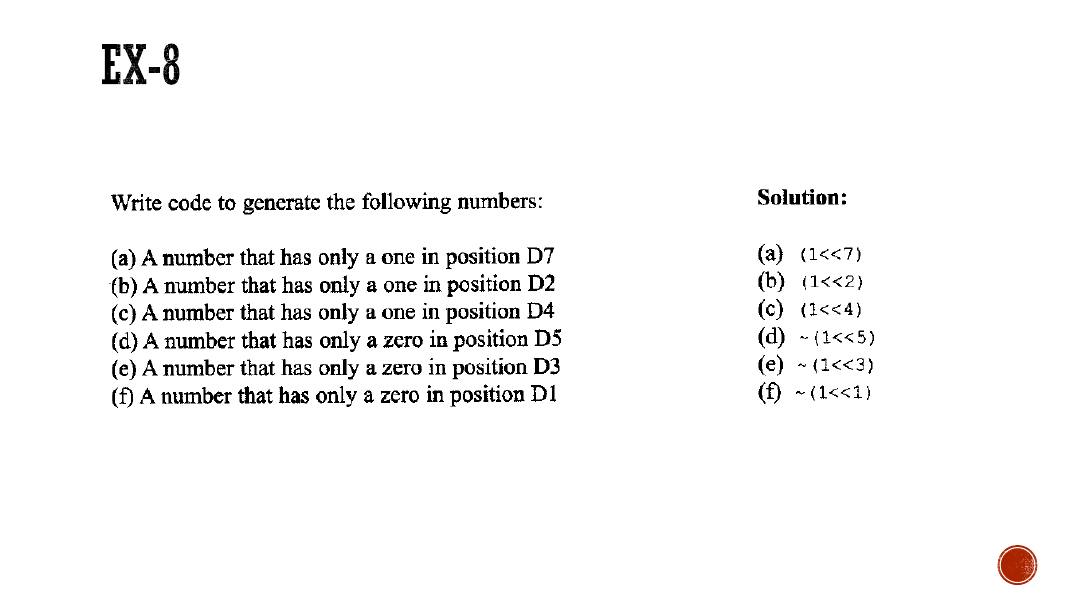 EX-8
Write code to generate the following numbers:
(a) A number that has only a one in position D7
(b) A number that has only a one in position D2
(c) A number that has only a one in position D4
(d) A number that has only a zero in position D5
(e) A number that has only a zero in position D3
(f) A number that has only a zero in position D1
Solution:
(a) (1<<7)
(b) (1<<2)
(c) (1<<4)
(d) ~(1<<5)
(e) ~(1<<3)
(f) ~(1<<1)